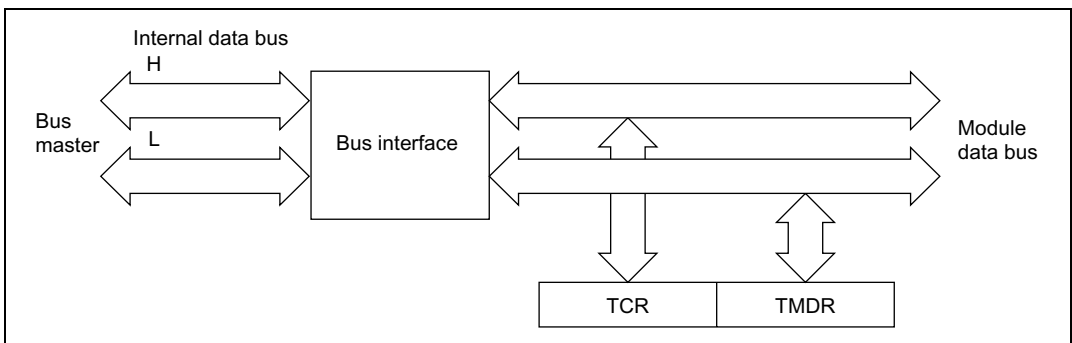 Internal data bus
H
Bus
master
L
Bus interface
Module
data bus
TCR
TMDR